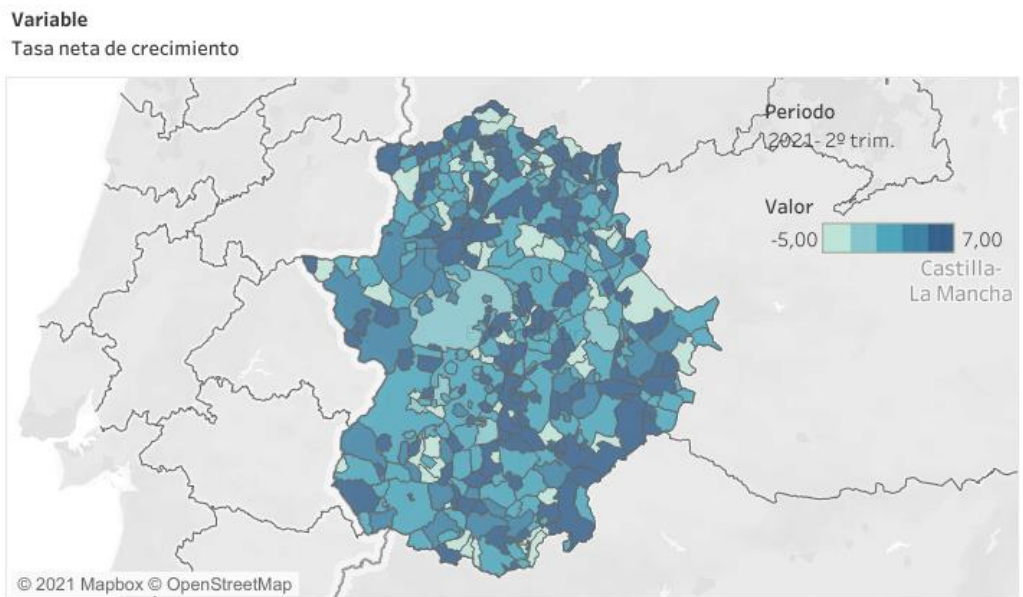 Variable
Tasa neta de crecimiento
Periodo
2021- 2º trim.
Valor
-5,00 7,00
Castilla-
La Mancha
© 2021 Mapbox © OpenStreetMap